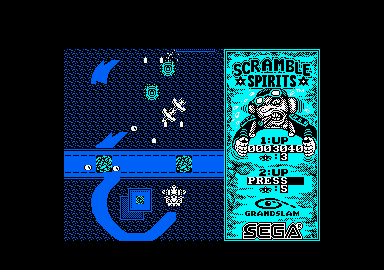 SCRAMBLE
SPIRITS
1:UP
0003040
:3
2:UP
PRESS
:5
GRANDSLAM
SEGA